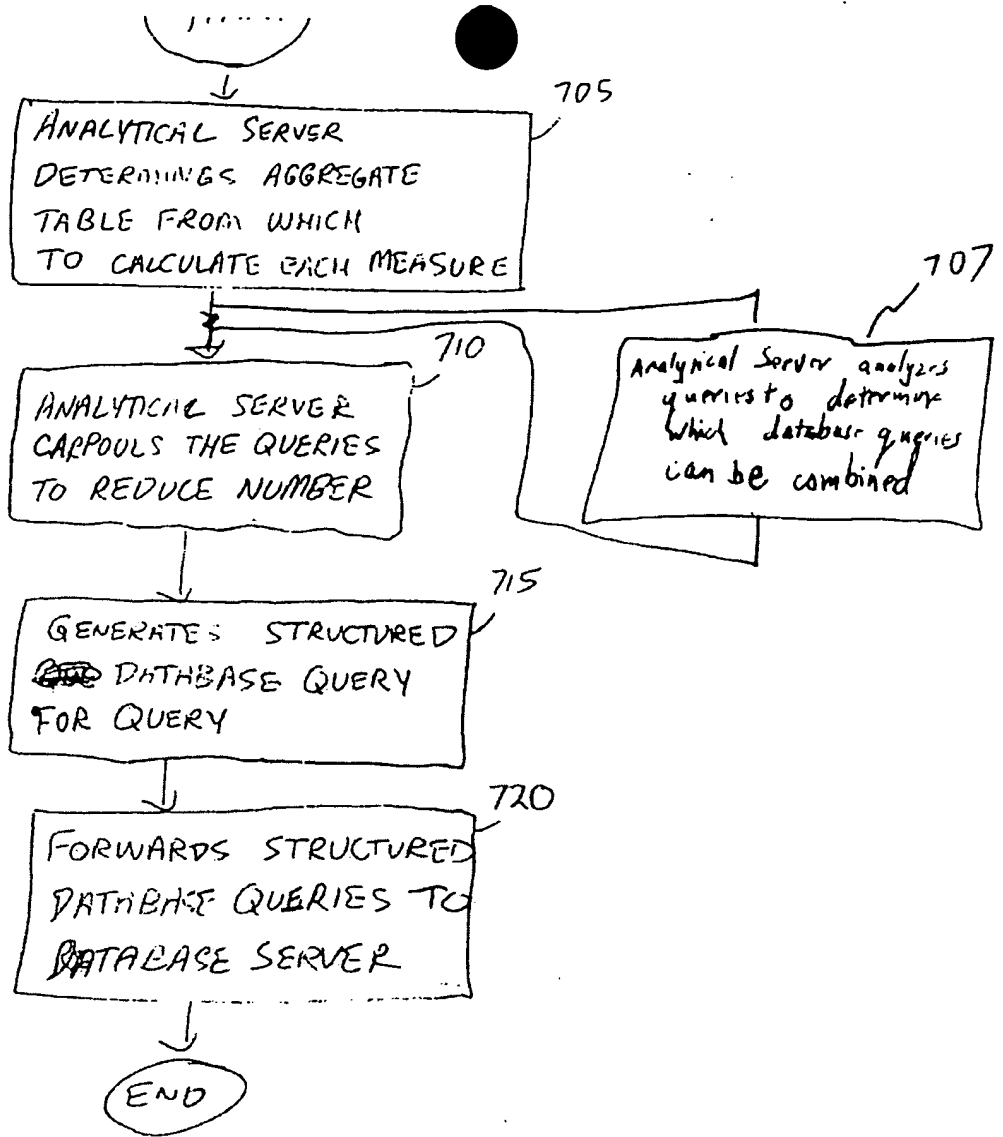 705
ANALYTICAL SERVER
DETERMINES AGGREGATE
TABLE FROM WHICH
TO CALCULATE EACH MEASURE
707
Analytical Server analyzes
queries to determine
which database queries
can be combined
710
ANALYTICAL SERVER
CARPOOLS THE QUERIES
TO REDUCE NUMBER
715
GENERATES STRUCTURED
DATABASE QUERY
FOR QUERY
720
FORWARDS STRUCTURED
DATABASE QUERIES TO
DATABASE SERVER
END